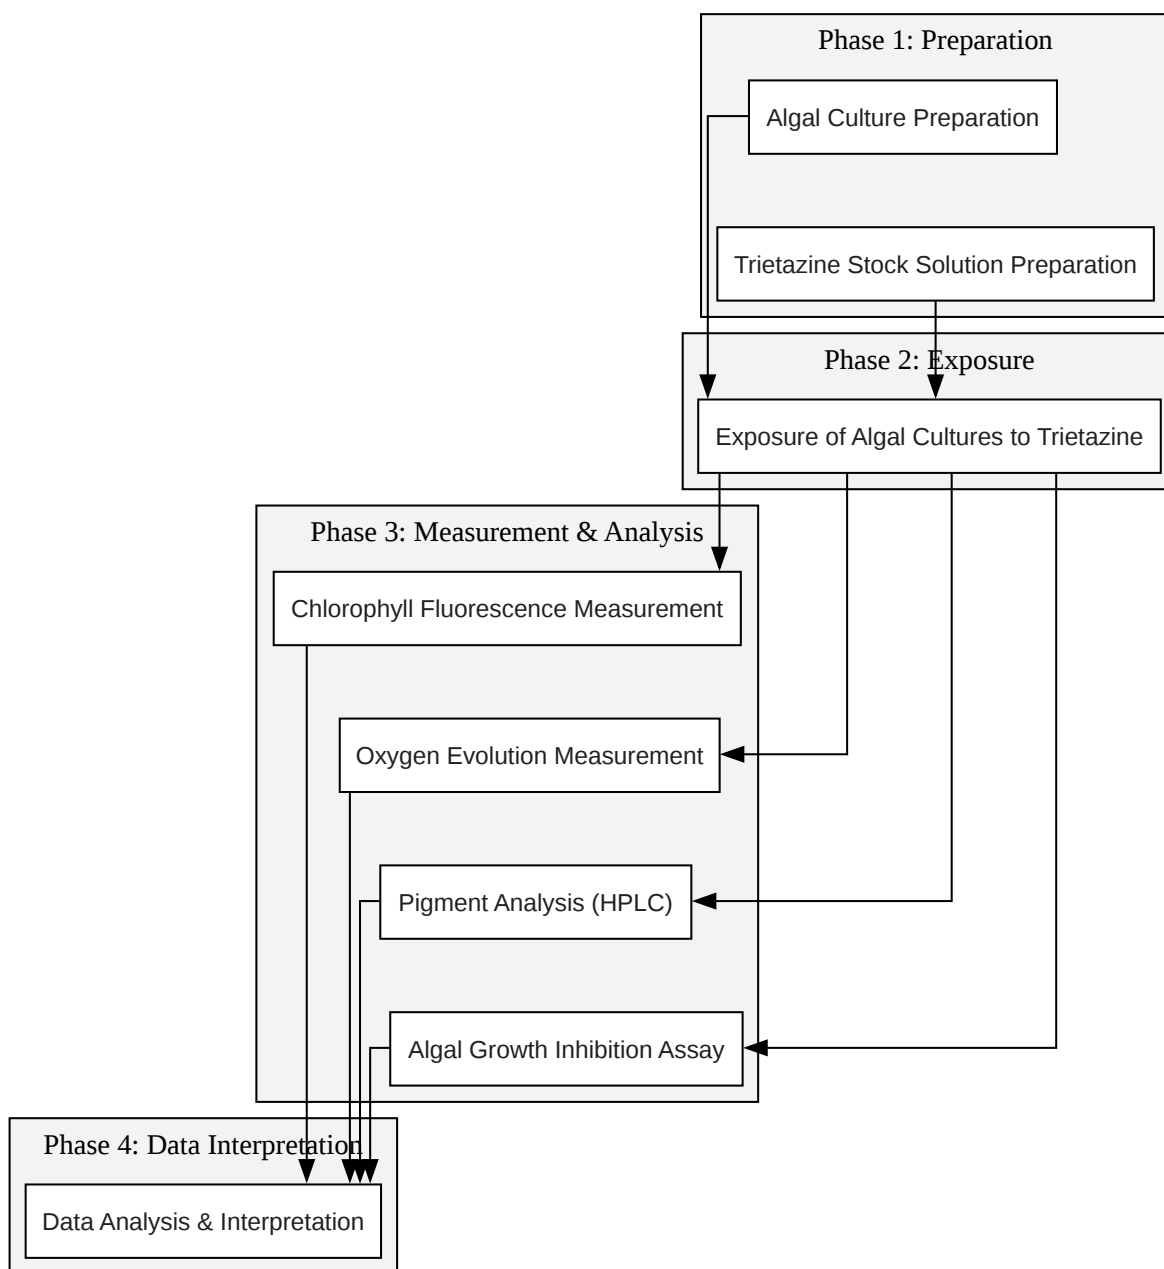 Phase 1: Preparation
Algal Culture Preparation
Trietazine Stock Solution Preparation
Phase 2: Exposure
Exposure of Algal Cultures to Trietazine
Phase 3: Measurement & Analysis
Chlorophyll Fluorescence Measurement
Oxygen Evolution Measurement
Pigment Analysis (HPLC)
Algal Growth Inhibition Assay
Phase 4: Data Interpretation
Data Analysis & Interpretation